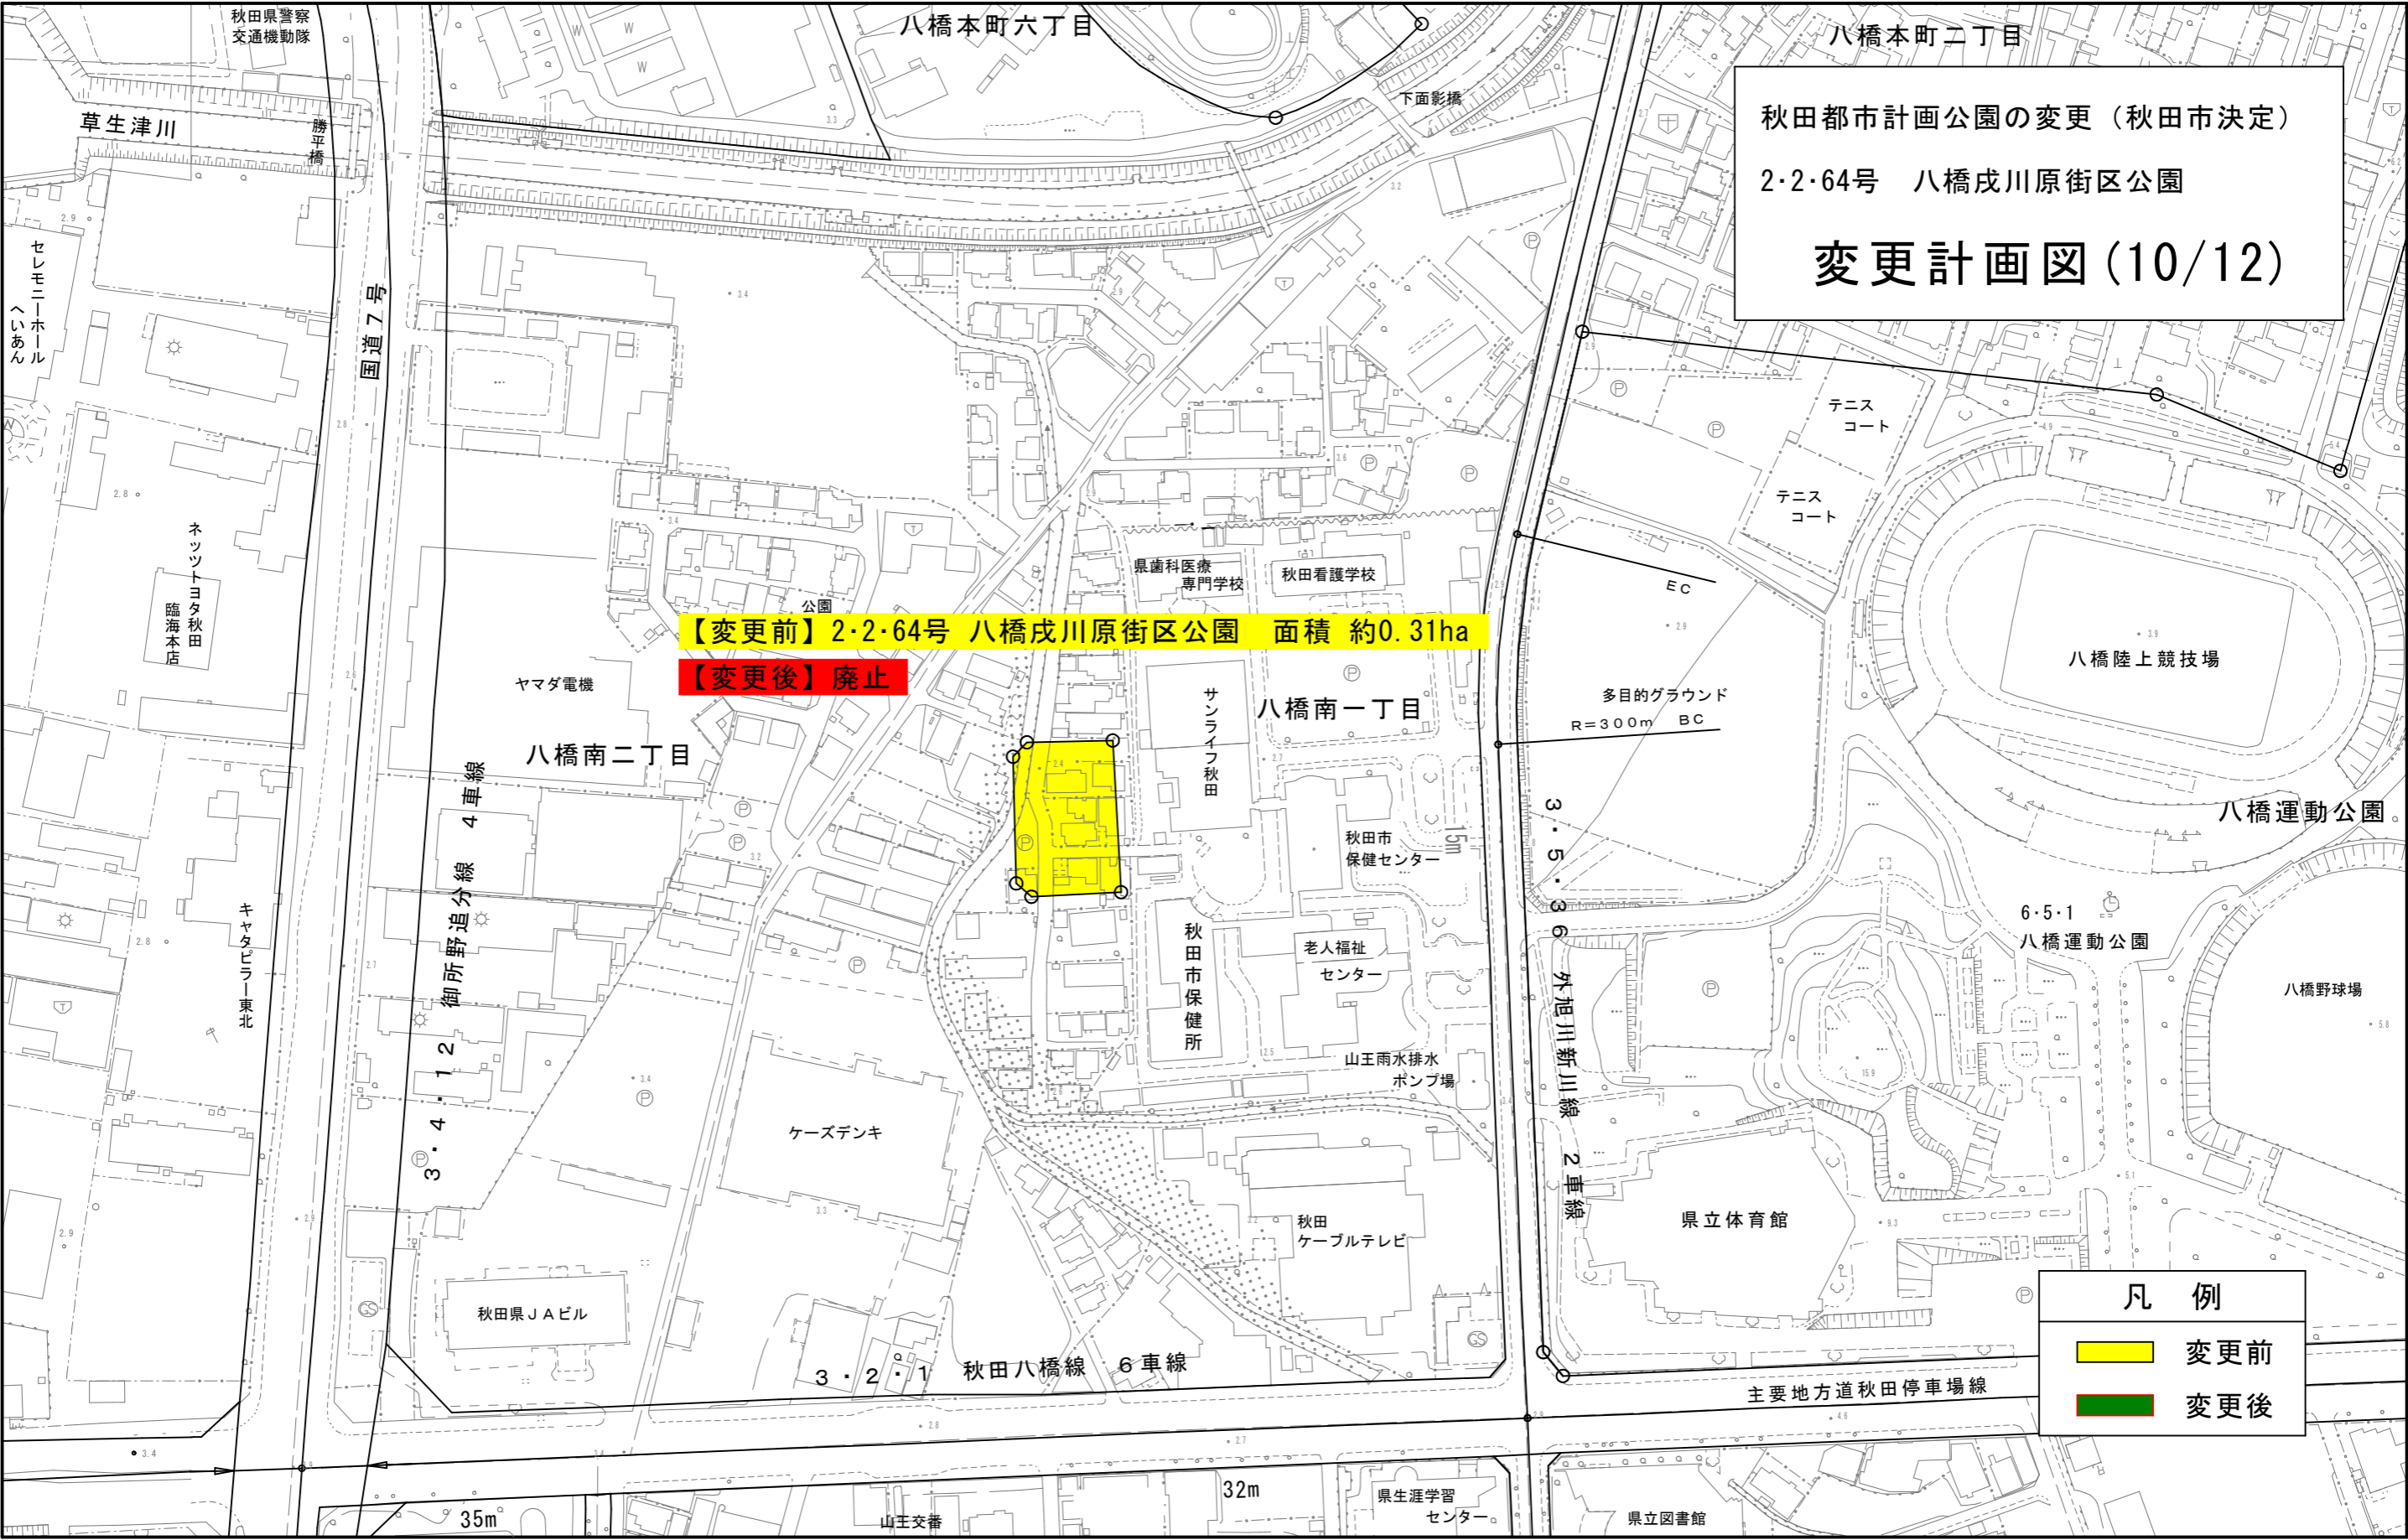 秋田都市計画公園の変更（秋田市決定）
2・2・64号　八橋戌川原街区公園
変更計画図(10/12)
秋田県警察
交通機動隊
八橋本町六丁目
八橋本町二丁目
草生津川
勝平橋
下面影橋
セレモニーホール
へいあん
国道7号
テニス
コート
テニス
コート
ネッツトヨタ秋田
臨海本店
県歯科医療
専門学校
秋田看護学校
EC
公園
【変更前】2・2・64号 八橋戌川原街区公園　面積 約0.31ha
【変更後】廃止
ヤマダ電機
八橋陸上競技場
サンライフ秋田
八橋南一丁目
多目的グラウンド
R=300m　BC
八橋南二丁目
3・4・12 御所野追分線 4車線
15m
3・5・36 外旭川新川線 2車線
秋田市
保健センター
八橋運動公園
キャタピラー東北
秋田市保健所
老人福祉
センター
6・5・1
八橋運動公園
八橋野球場
山王雨水排水
ポンプ場
ケーズデンキ
秋田
ケーブルテレビ
県立体育館
秋田県JAビル
3・2・1　秋田八橋線　6車線
主要地方道秋田停車場線
凡　例
変更前
変更後
35m
32m
山王交番
県生涯学習
センター
県立図書館